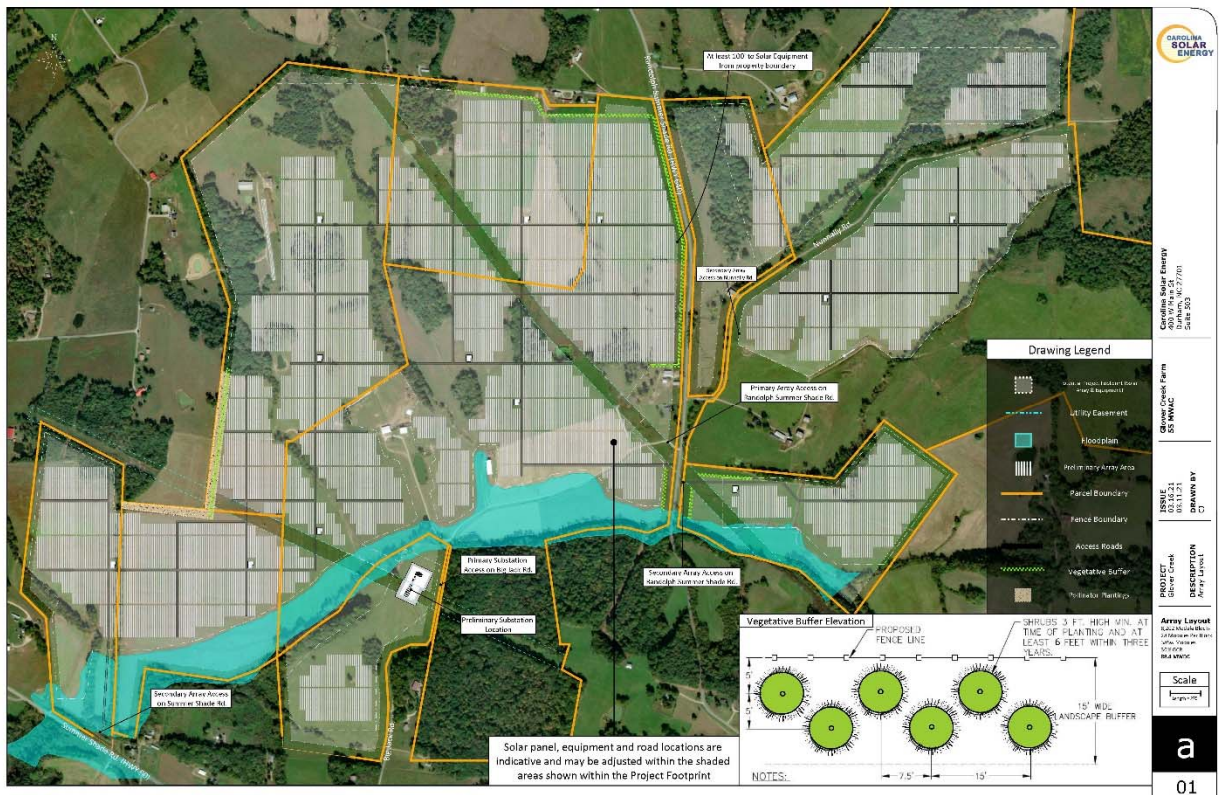 N
At least 100' to Solar Equipment
from property boundary
Nunnally Rd.
Secondary Array
Access on Nunnally Rd.
Primary Array Access on
Randolph Summer Shade Rd.
Primary Substation
Access on Big Jack Rd.
Preliminary Substation
Location
Secondary Array Access on
Randolph Summer Shade Rd.
Secondary Array Access
on Summer Shade Rd.
Solar panel, equipment and road locations are
indicative and may be adjusted within the shaded
areas shown within the Project Footprint
Drawing Legend
Utility Easement
Floodplain
Preliminary Array Area
Parcel Boundary
Fence Boundary
Access Roads
Vegetative Buffer
Pollinator Plantings
Vegetative Buffer Elevation
PROPOSED
FENCE LINE
SHRUBS 3 FT. HIGH MIN. AT
TIME OF PLANTING AND AT
LEAST 6 FEET WITHIN THREE
YEARS.
5'
5'
15' WIDE
LANDSCAPE BUFFER
7.5'
15'
NOTES:
CAROLINA
SOLAR
ENERGY
Carolina Solar Energy
400 W Main St
Durham, NC 27701
Suite 503
Glover Creek Farm
55 MWAC
ISSUE
03.16.21
03.11.21
DRAWN BY
CJ
PROJECT
Glover Creek
DESCRIPTION
Array Layout
Array Layout
Scale
a
01